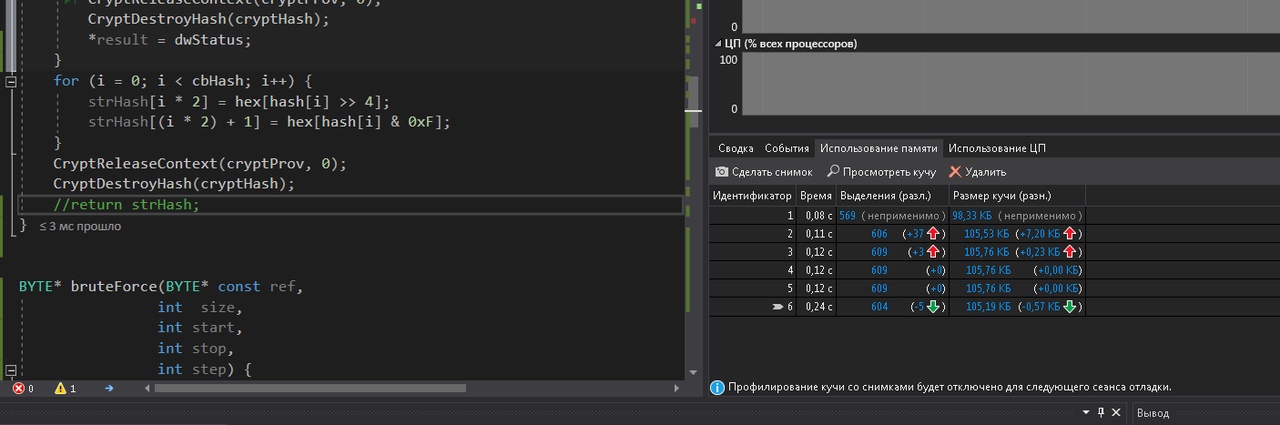 CryptReleaseContext(cryptProv, 0);
CryptDestroyHash(cryptHash);
*result = dwStatus;
}
for (i = 0; i < cbHash; i++) {
strHash[i * 2] = hex[hash[i] >> 4];
strHash[(i * 2) + 1] = hex[hash[i] & 0xF];
}
CryptReleaseContext(cryptProv, 0);
CryptDestroyHash(cryptHash);
//return strHash;
} ≤ 3 мс прошло
BYTE* bruteForce(BYTE* const ref,
int size,
int start,
int stop,
int step) {
0 1
0
ЦП (% всех процессоров)
100
0
Сводка События Использование памяти Использование ЦП
Сделать снимок Просмотреть кучу Удалить
Идентификатор Время Выделения (разл.) Размер кучи (разн.)
1 0,08 с 569 (неприменимо) 98,33 КБ (неприменимо)
2 0,11 с 606 (+37) 105,53 КБ (+7,20 КБ)
3 0,12 с 609 (+3) 105,76 КБ (+0,23 КБ)
4 0,12 с 609 (+0) 105,76 КБ (+0,00 КБ)
5 0,12 с 609 (+0) 105,76 КБ (+0,00 КБ)
6 0,24 с 604 (-5) 105,19 КБ (-0,57 КБ)
Профилирование кучи со снимками будет отключено для следующего сеанса отладки.
Вывод